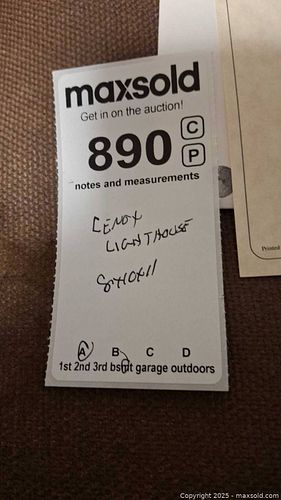 maxsold
Get in on the auction!
890 C
P
notes and measurements
LENOX
LIGHTHOUSE
A B C D
1st 2nd 3rd bsmt garage outdoors
Printed
Copyright 2025 - maxsold.com